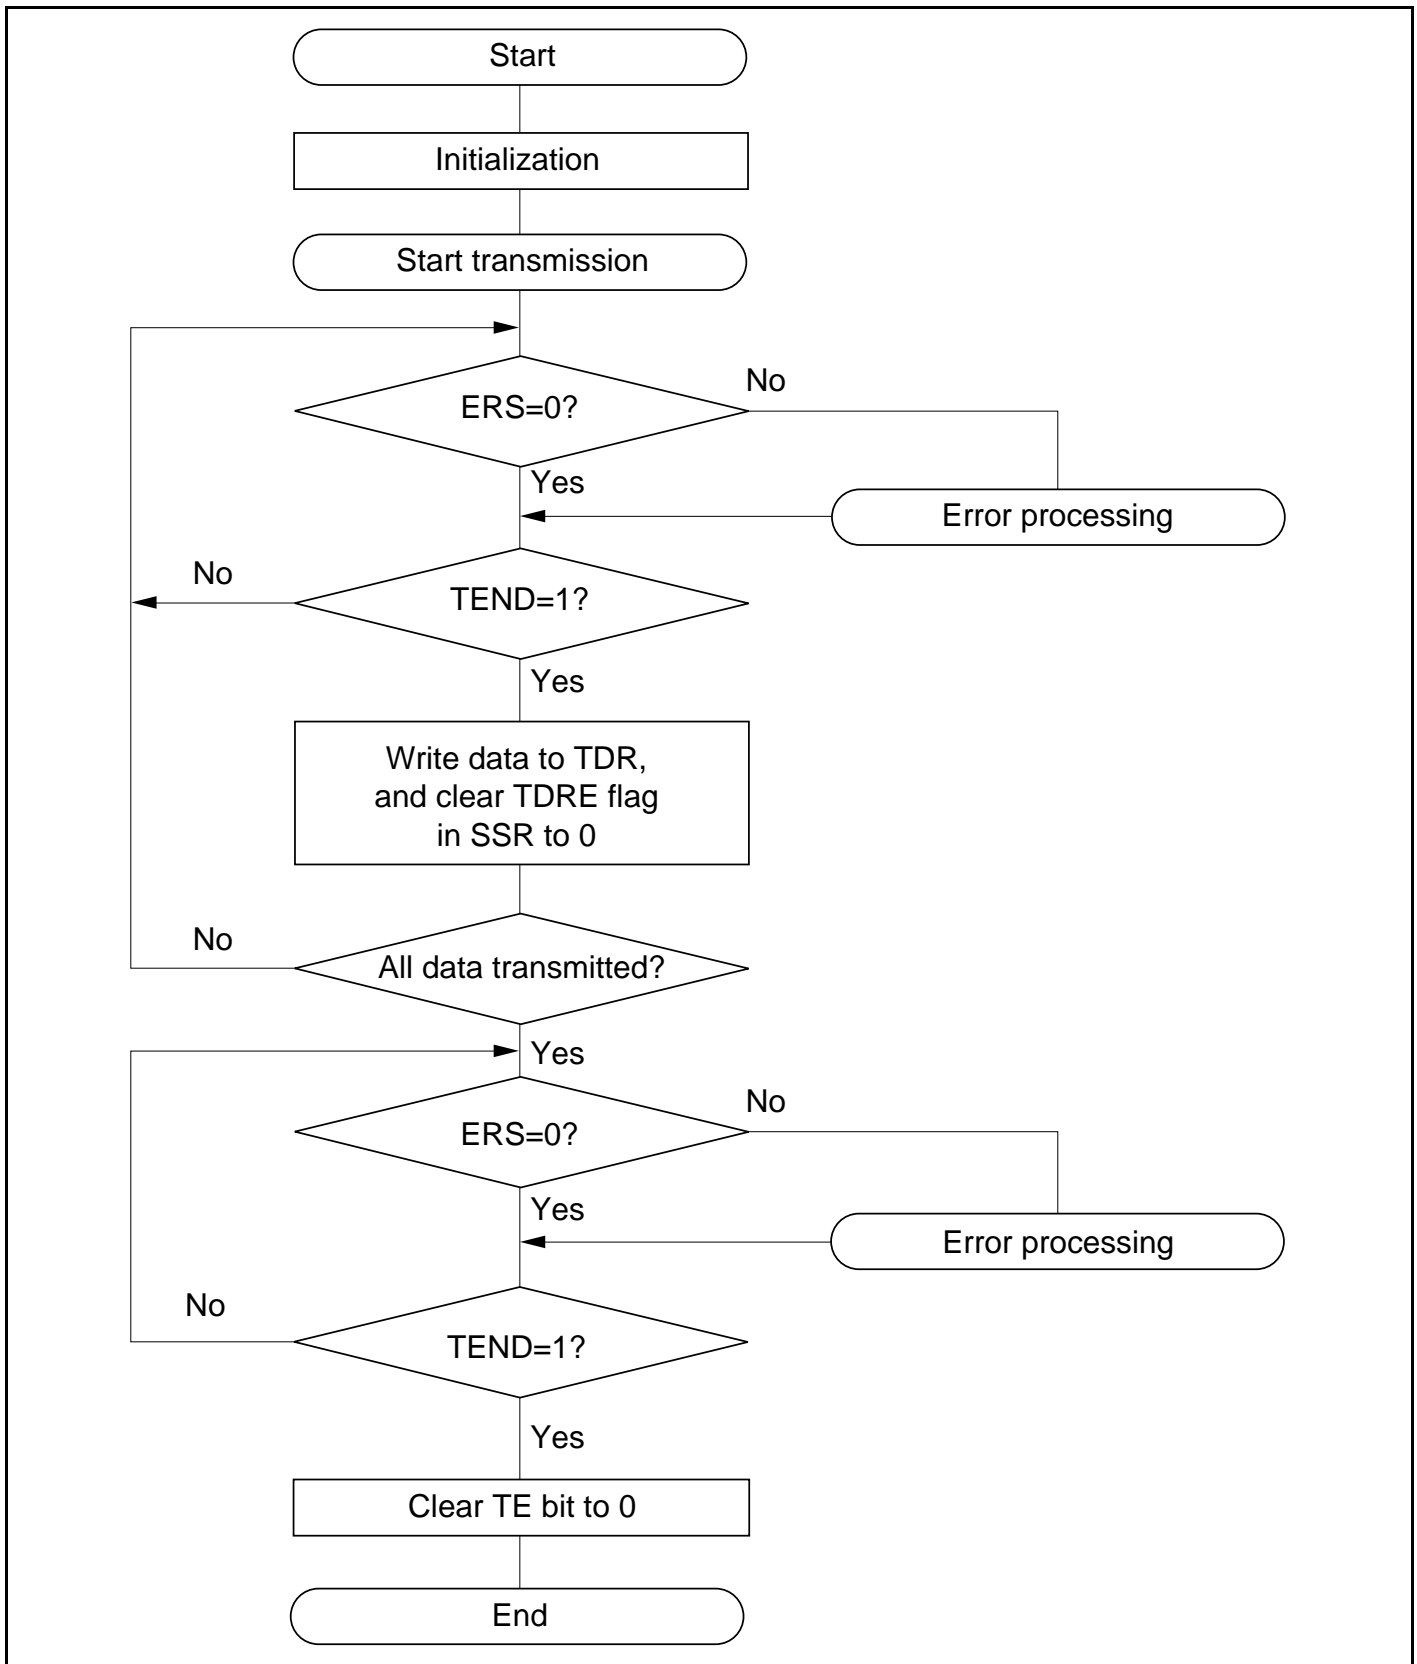 Start
Initialization
Start transmission
ERS=0?
No
Yes
Error processing
No
TEND=1?
Yes
Write data to TDR,
and clear TDRE flag
in SSR to 0
No
All data transmitted?
Yes
ERS=0?
No
Yes
Error processing
No
TEND=1?
Yes
Clear TE bit to 0
End